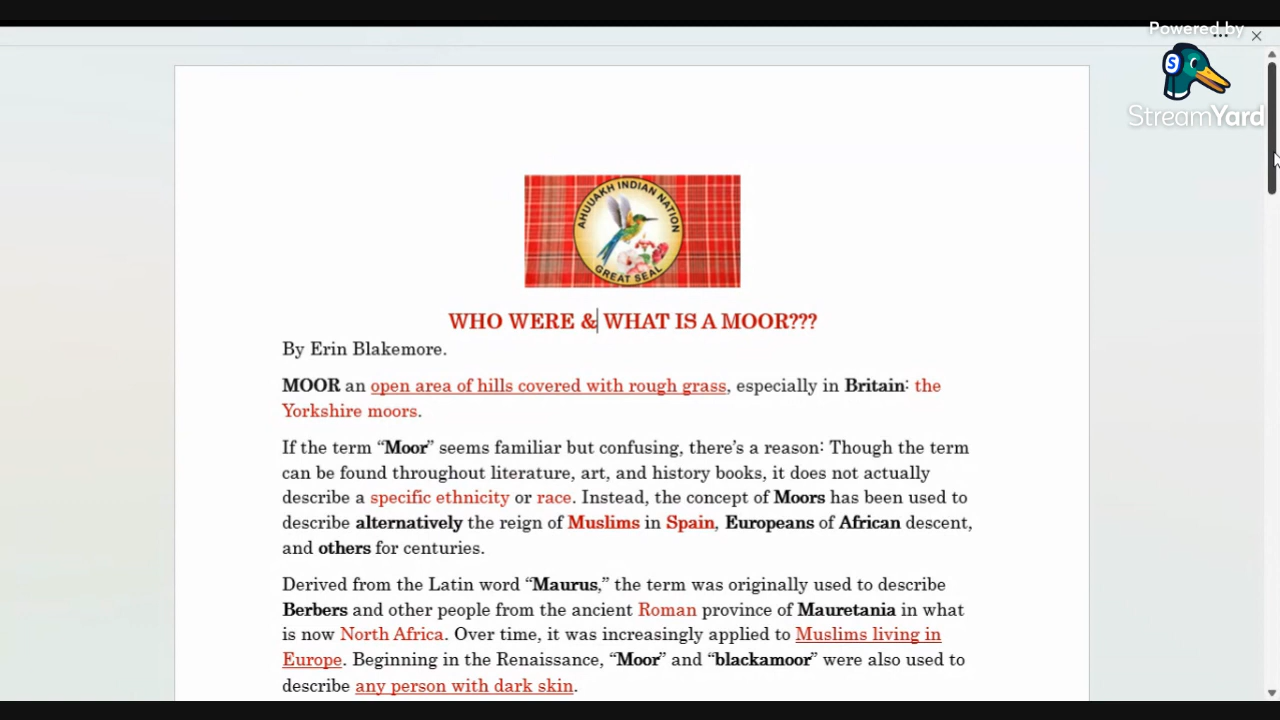 Powered by
S
StreamYard
AHUUAKH INDIAN NATION
GREAT SEAL
WHO WERE & WHAT IS A MOOR???
By Erin Blakemore.
MOOR an open area of hills covered with rough grass, especially in Britain: the
Yorkshire moors.
If the term “Moor” seems familiar but confusing, there’s a reason: Though the term
can be found throughout literature, art, and history books, it does not actually
describe a specific ethnicity or race. Instead, the concept of Moors has been used to
describe alternatively the reign of Muslims in Spain, Europeans of African descent,
and others for centuries.
Derived from the Latin word “Maurus,” the term was originally used to describe
Berbers and other people from the ancient Roman province of Mauretania in what
is now North Africa. Over time, it was increasingly applied to Muslims living in
Europe. Beginning in the Renaissance, “Moor” and “blackamoor” were also used to
describe any person with dark skin.